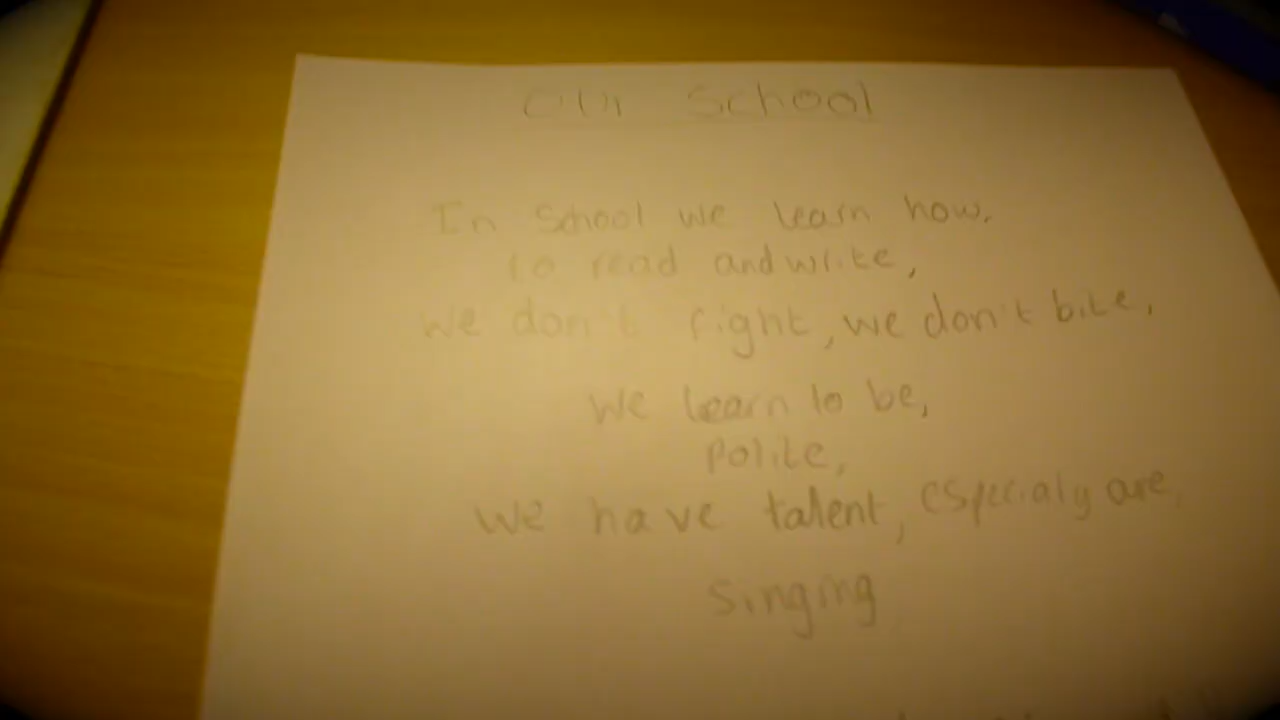 Our School
In School we learn how,
to read and write,
we don't fight, we don't bite,
We learn to be,
Polite,
We have talent, especialy are,
singing